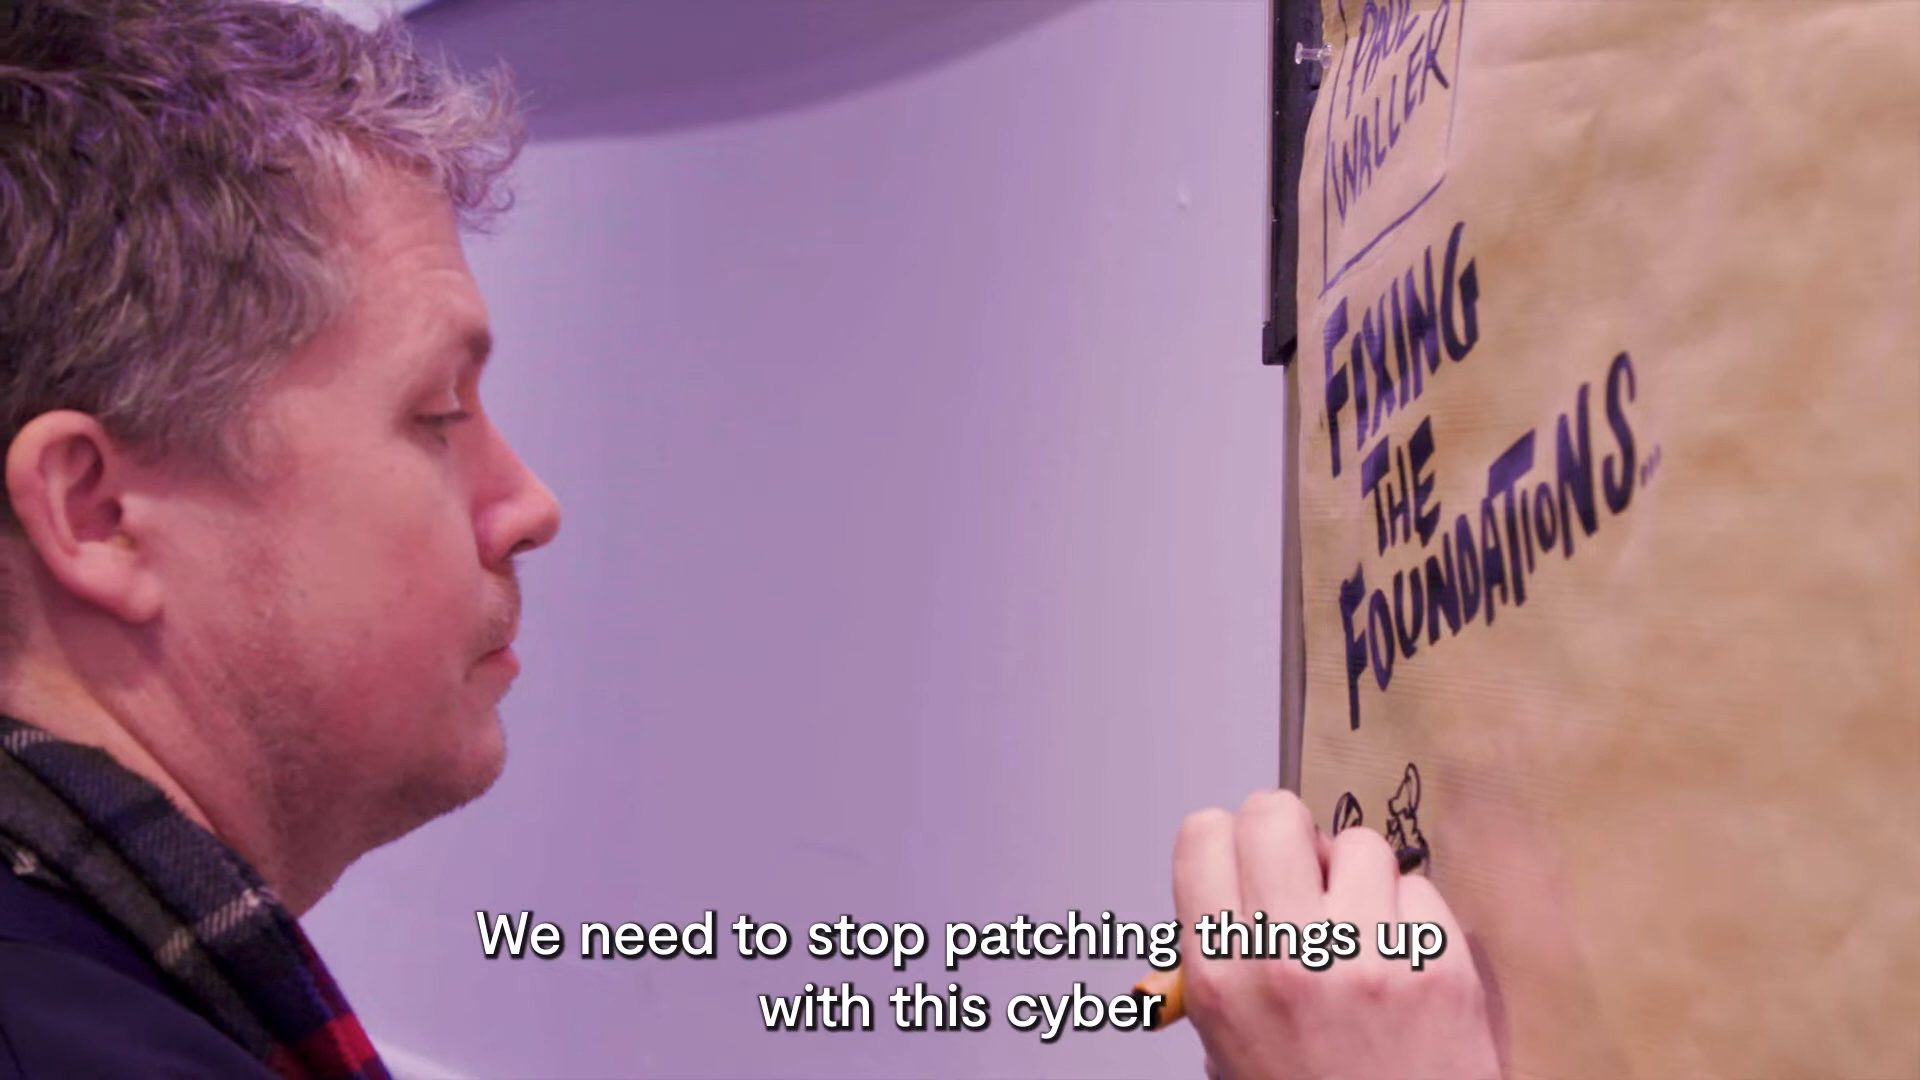 PAUL
WALLER
FIXING
THE
FOUNDATIONS...
We need to stop patching things up
with this cyber